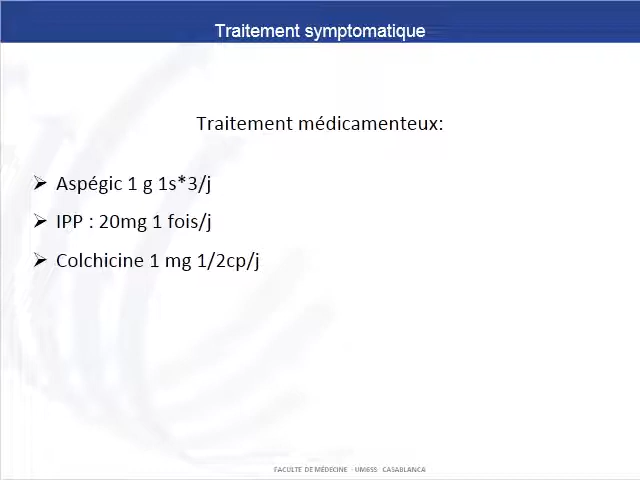 Traitement symptomatique
Traitement médicamenteux:
Aspégic 1 g 1s*3/j
IPP : 20mg 1 fois/j
Colchicine 1 mg 1/2cp/j
FACULTE DE MÉDECINE - UM6SS CASABLANCA